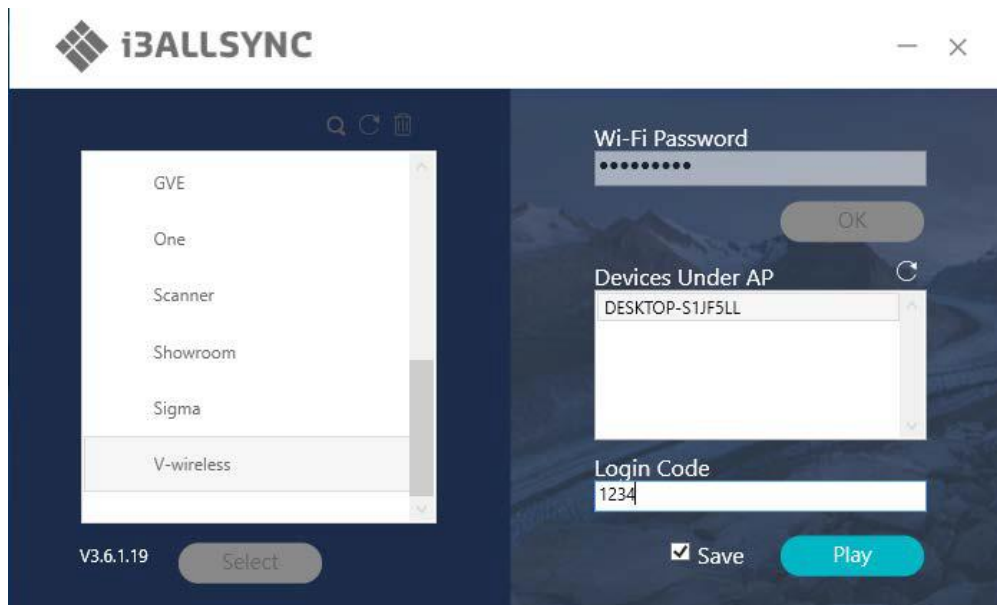 i3ALLSYNC
GVE
One
Scanner
Showroom
Sigma
V-wireless
V3.6.1.19
Select
Wi-Fi Password
•••••••••
OK
Devices Under AP
DESKTOP-S1JF5LL
Login Code
1234
Save
Play